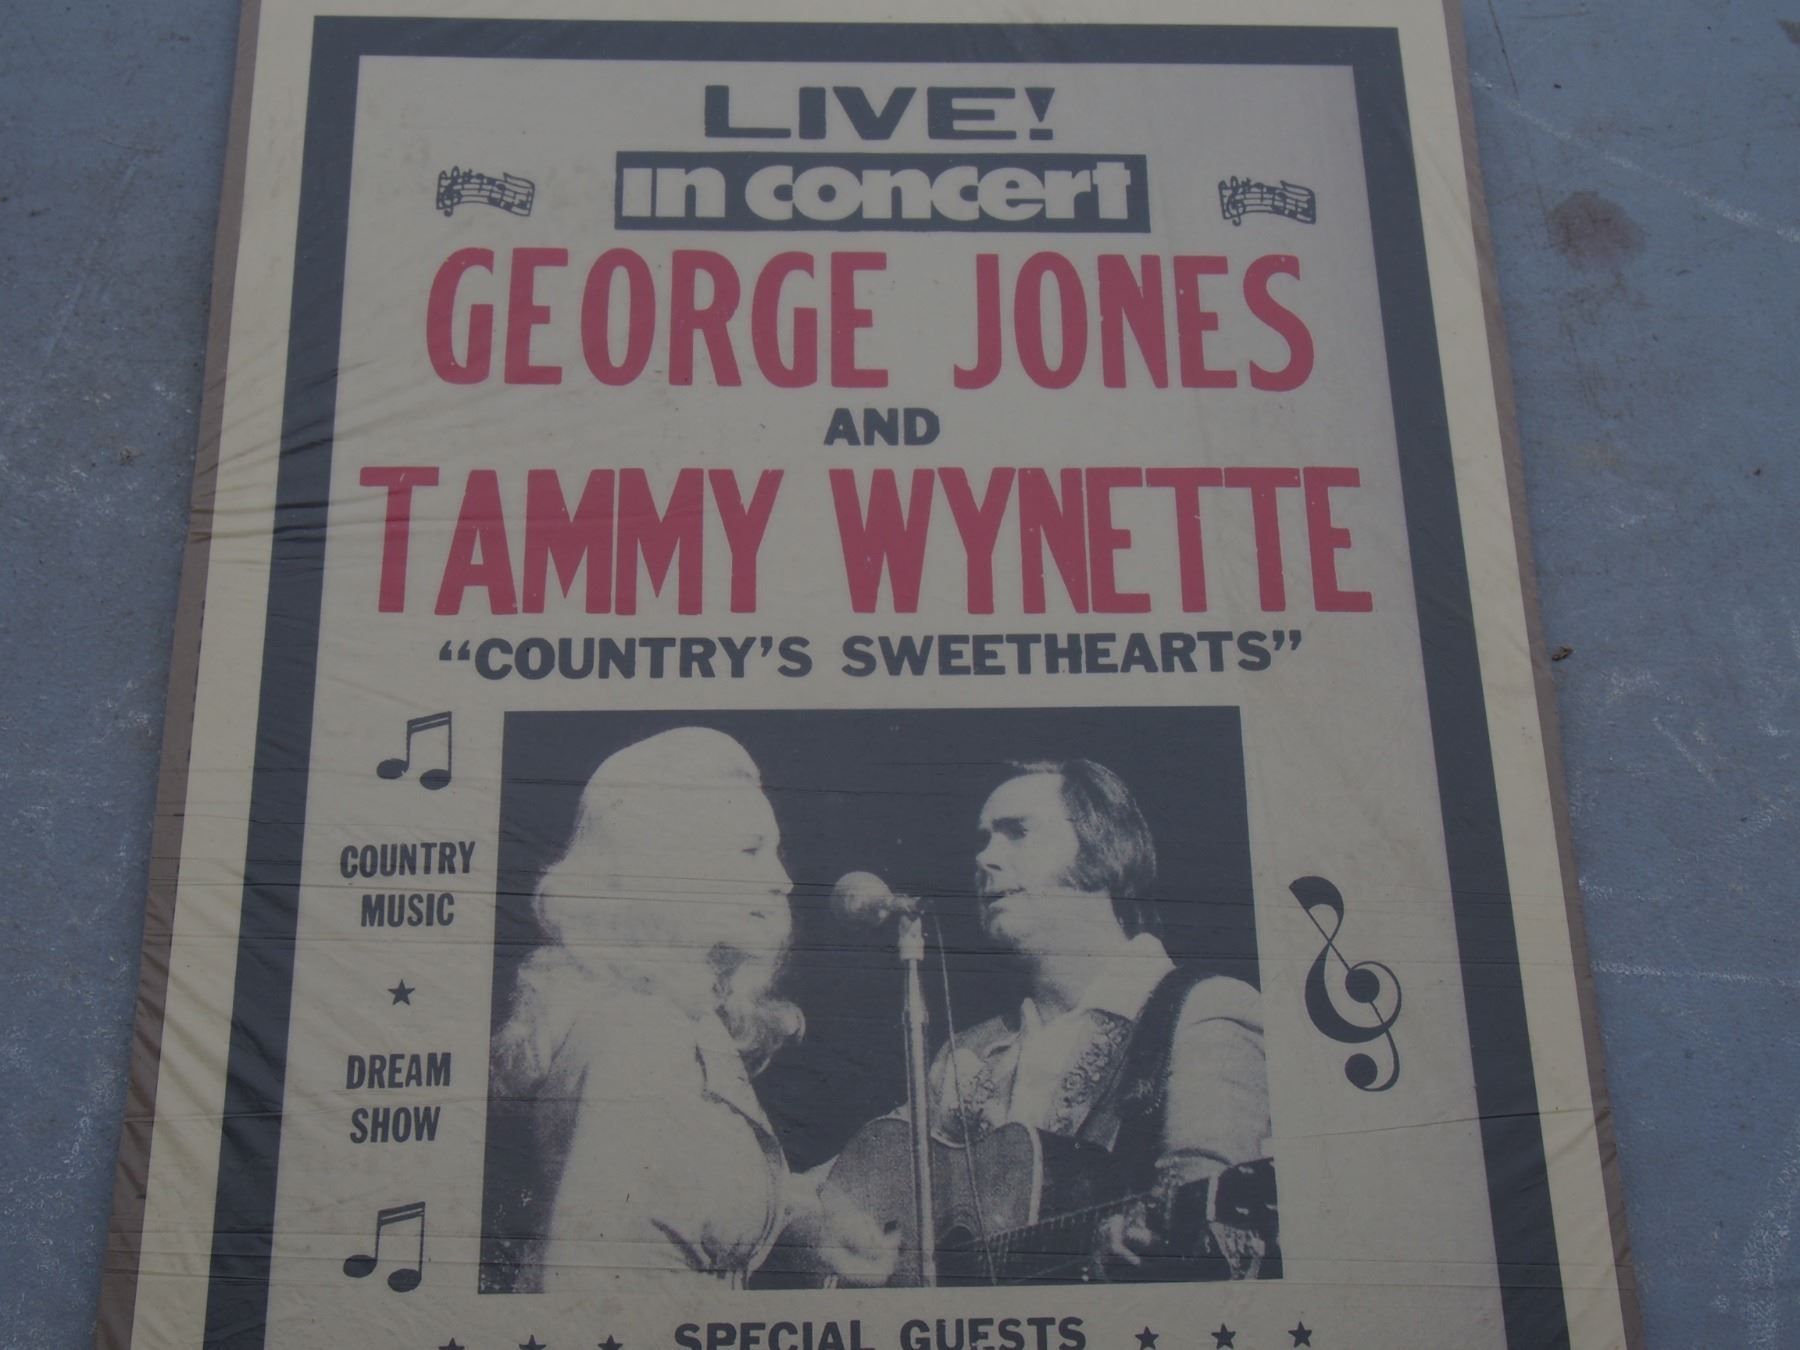 LIVE!
in concert
GEORGE JONES
AND
TAMMY WYNETTE
“COUNTRY’S SWEETHEARTS”
COUNTRY
MUSIC
★
DREAM
SHOW
★ ★ ★ SPECIAL GUESTS ★ ★ ★